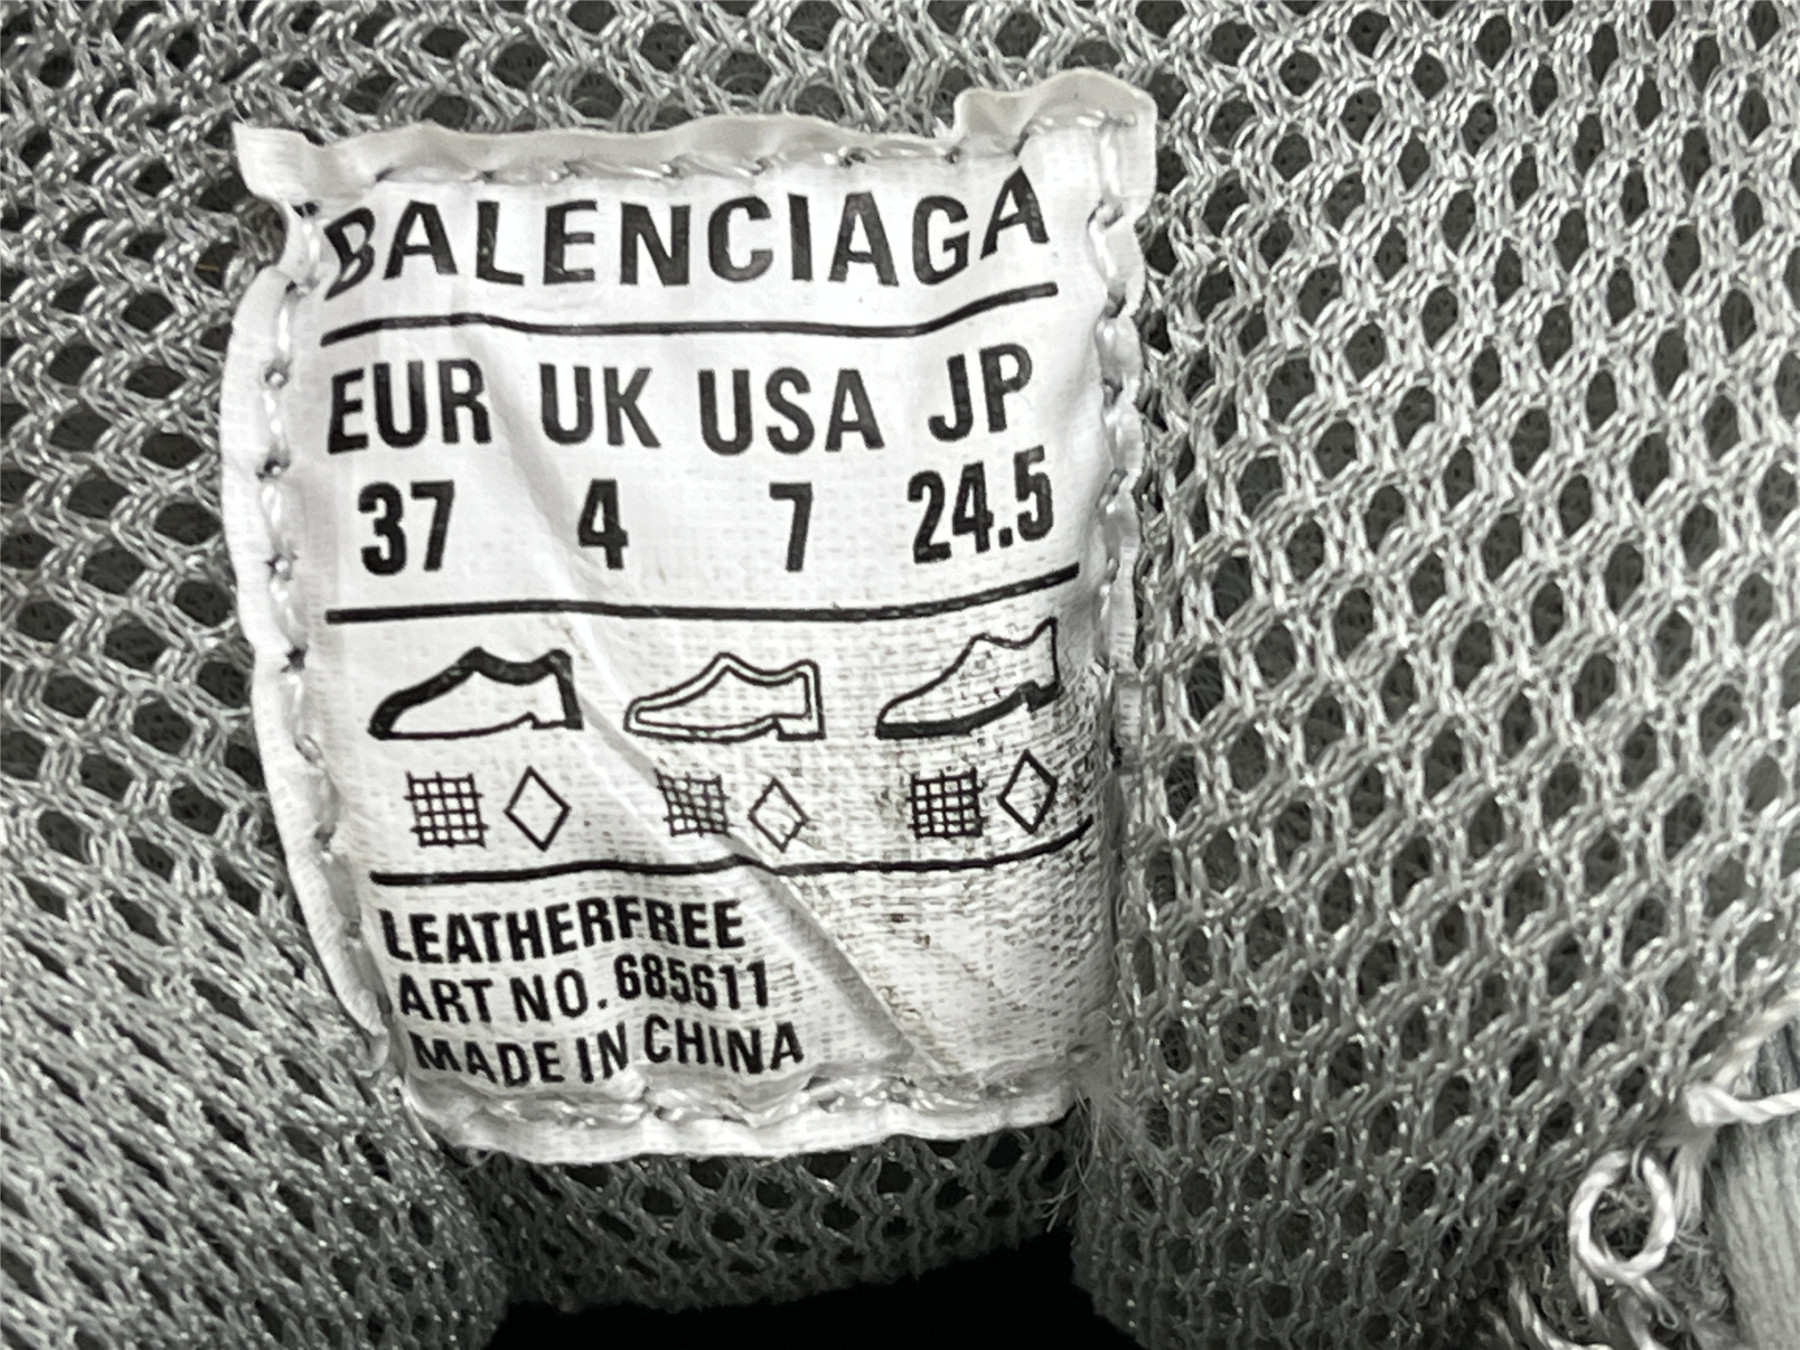 BALENCIAGA
EUR UK USA JP
37 4 7 24.5
LEATHERFREE
ART NO. 685611
MADE IN CHINA